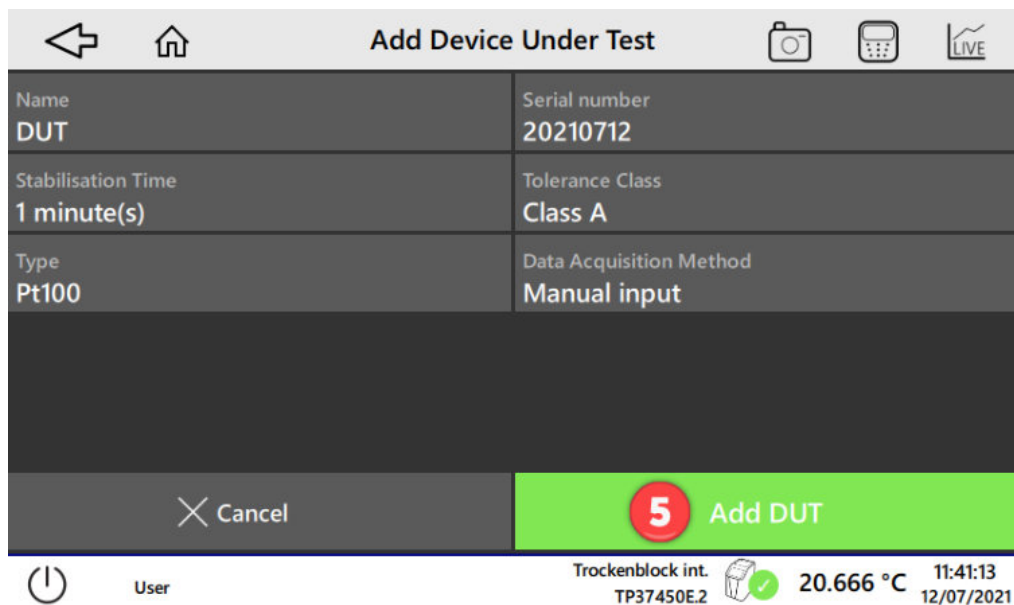 Add Device Under Test
LIVE
Name
DUT
Serial number
20210712
Stabilisation Time
1 minute(s)
Tolerance Class
Class A
Type
Pt100
Data Acquisition Method
Manual input
Cancel
5 Add DUT
User
Trockenblock int.
TP37450E.2
20.666 °C
11:41:13
12/07/2021